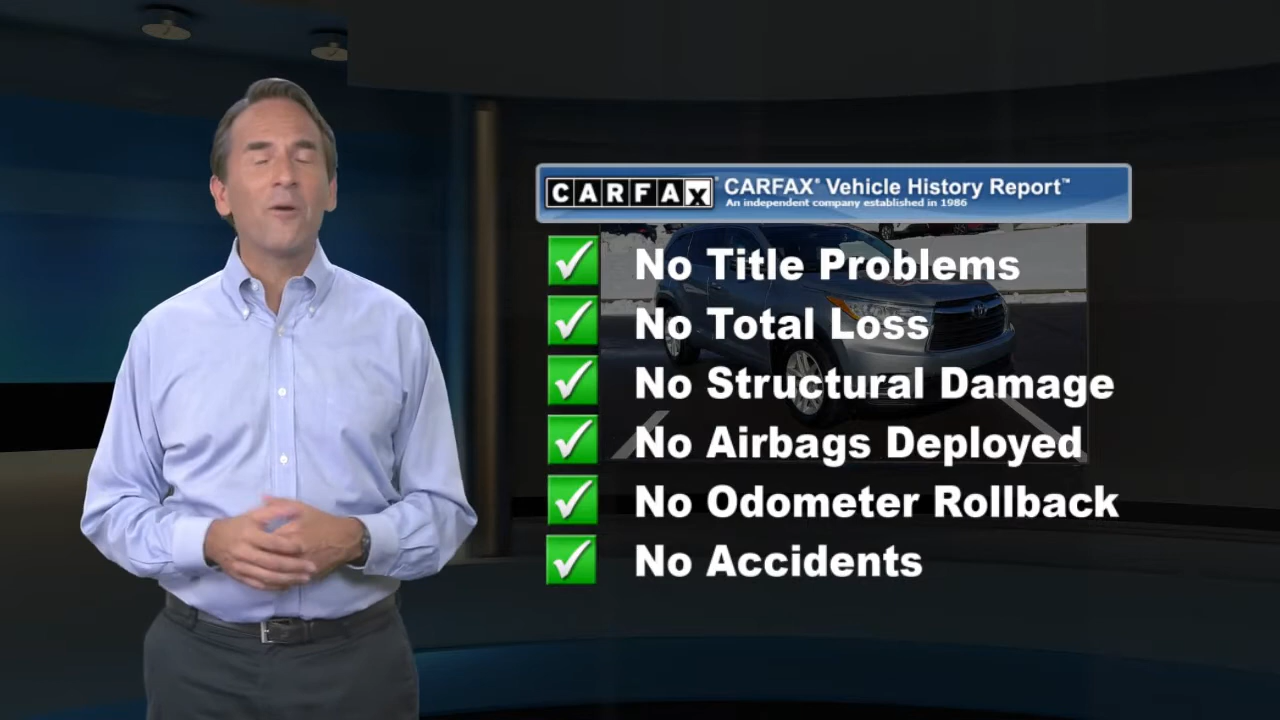 CARFAX® CARFAX® Vehicle History Report™
An independent company established in 1986
No Title Problems
No Total Loss
No Structural Damage
No Airbags Deployed
No Odometer Rollback
No Accidents